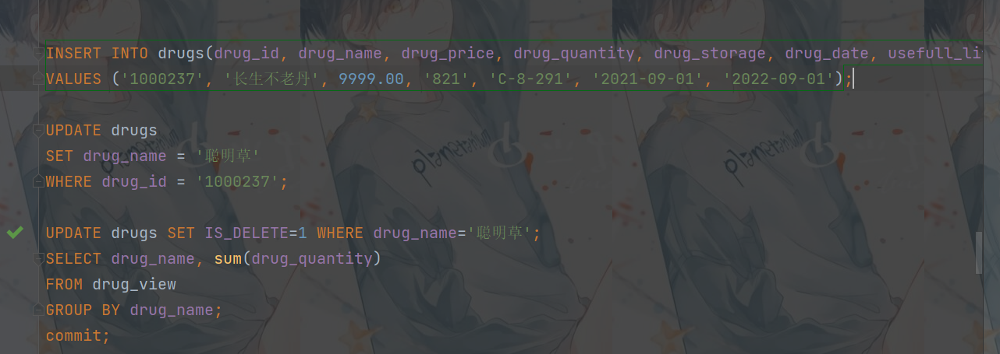 INSERT INTO drugs(drug_id, drug_name, drug_price, drug_quantity, drug_storage, drug_date, usefull_li
VALUES ('1000237', '长生不老丹', 9999.00, '821', 'C-8-291', '2021-09-01', '2022-09-01');
UPDATE drugs
SET drug_name = '聪明草'
WHERE drug_id = '1000237';
UPDATE drugs SET IS_DELETE=1 WHERE drug_name='聪明草';
SELECT drug_name, sum(drug_quantity)
FROM drug_view
GROUP BY drug_name;
commit;
planetarium
planetarium